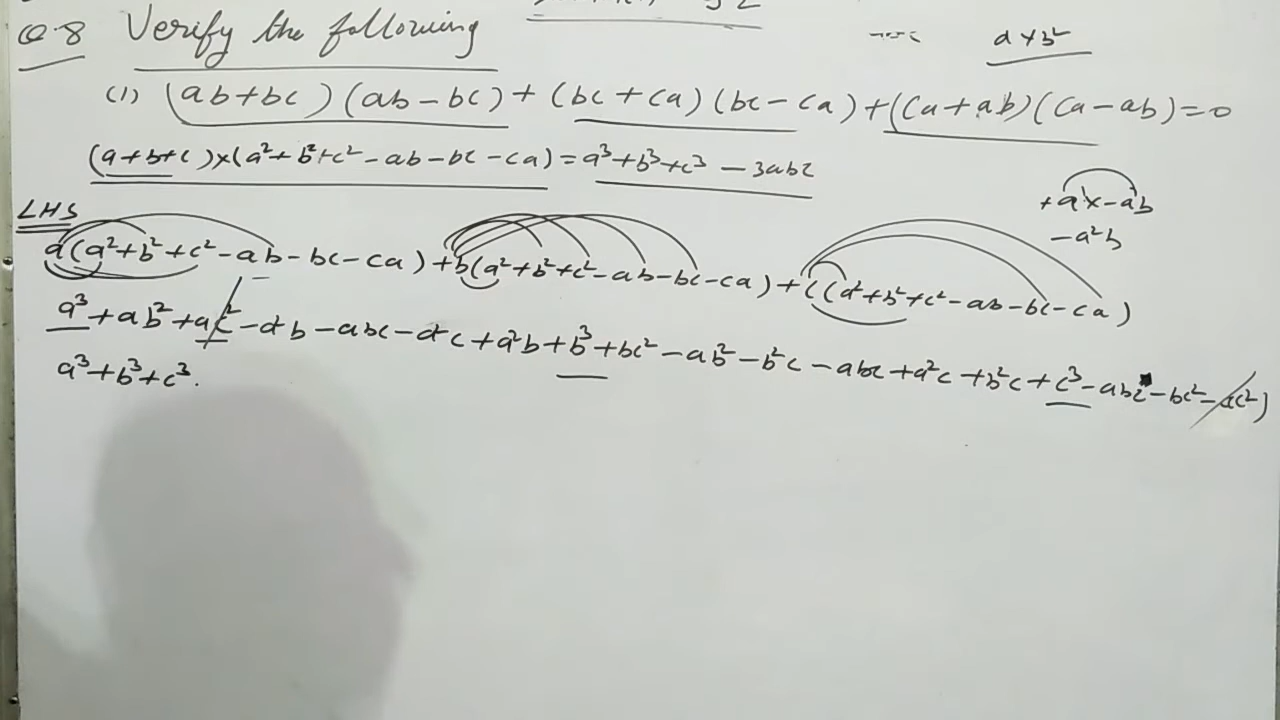 Q.8 Verify the following
a×b²
(1) (ab+bc)(ab-bc)+(bc+ca)(bc-ca)+(ca+ab)(ca-ab)=0
(a+b+c)×(a²+b²+c²-ab-bc-ca)=a³+b³+c³-3abc
LHS
+a'×-a'b
-a²b
a(a²+b²+c²-ab-bc-ca)+b(a²+b²+c²-ab-bc-ca)+c(a²+b²+c²-ab-bc-ca)
a³+ab²+ac²-a²b-abc-a²c+a²b+b³+bc²-ab²-b²c-abc+a²c+b²c+c³-abc-bc²-ac²)
a³+b³+c³.